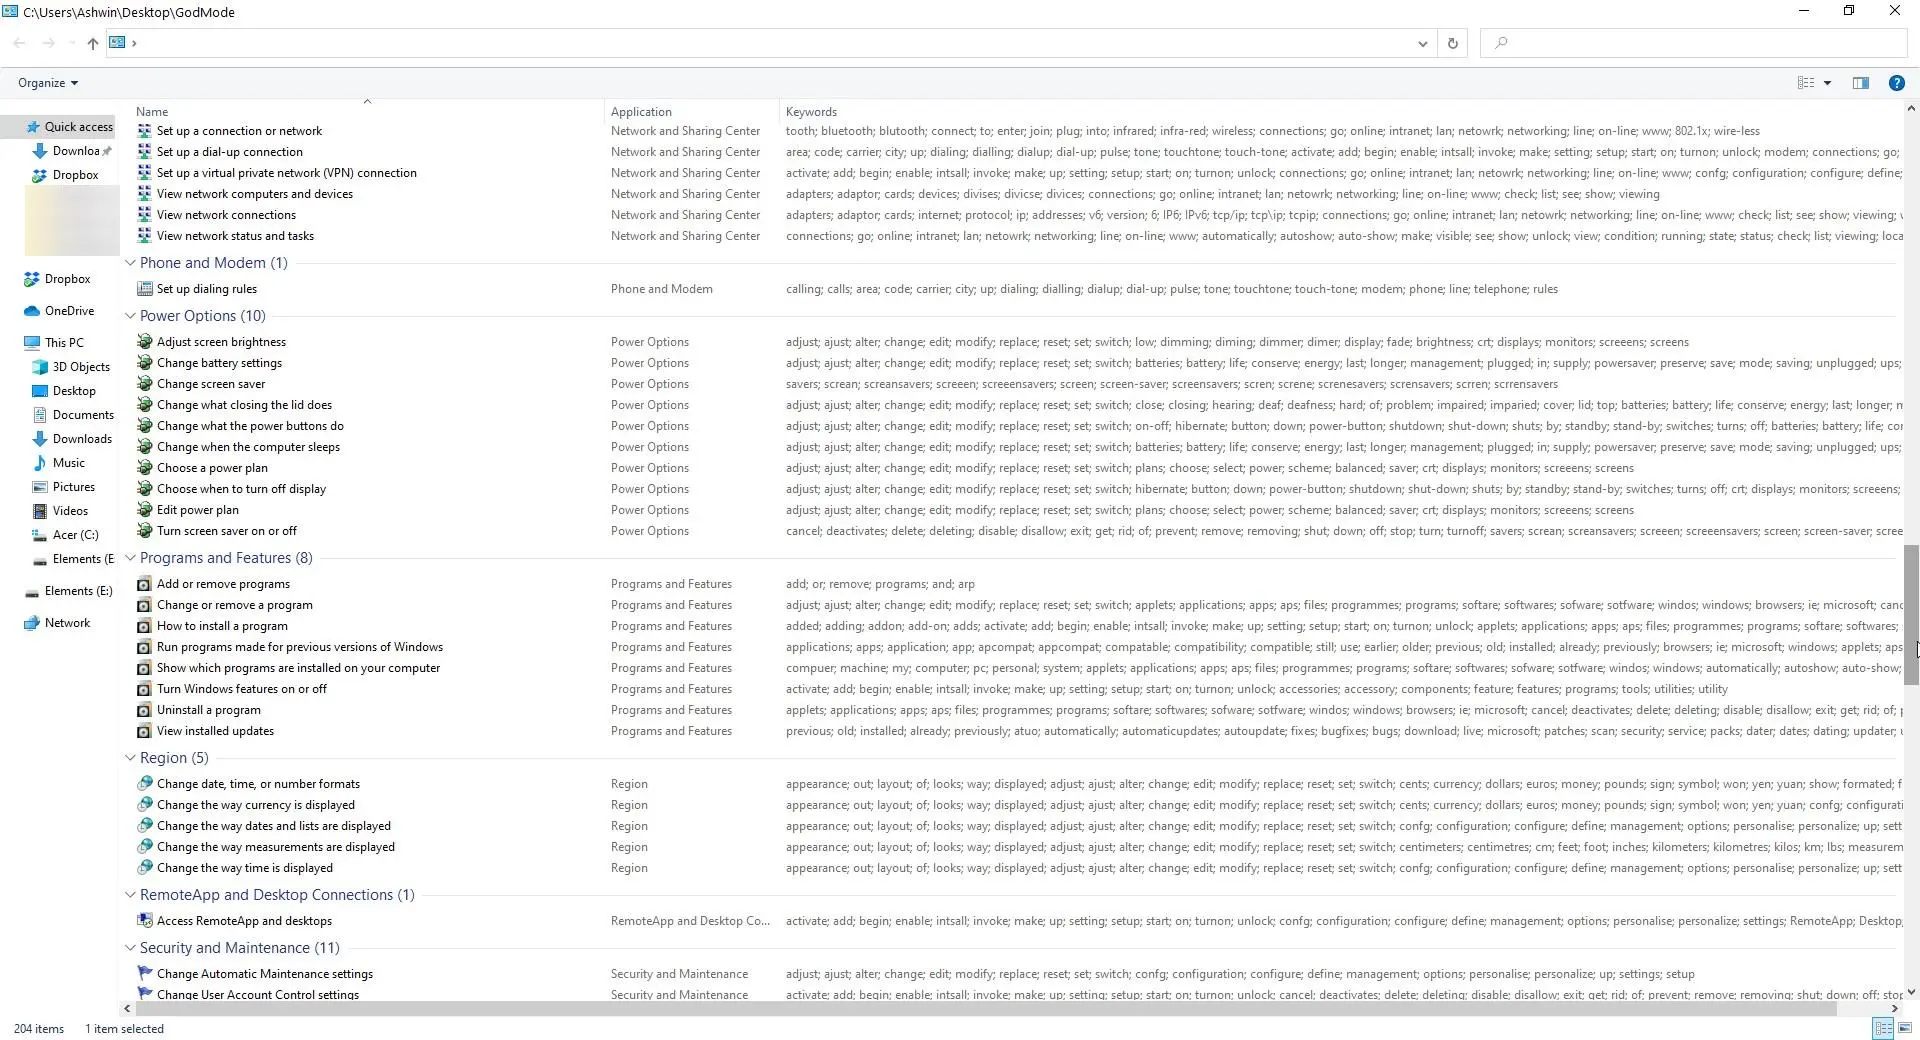 C:\Users\Ashwin\Desktop\GodMode
Organize
Name Application Keywords
Quick access
Downloa
Dropbox
Dropbox
OneDrive
This PC
3D Objects
Desktop
Documents
Downloads
Music
Pictures
Videos
Acer (C:)
Elements (E
Elements (E:)
Network
Set up a connection or network Network and Sharing Center tooth; bluetooth; blutooth; connect; to; enter; join; plug; into; infrared; infra-red; wireless; connections; go; online; intranet; lan; netowrk; networking; line; on-line; www; 802.1x; wire-less
Set up a dial-up connection Network and Sharing Center area; code; carrier; city; up; dialing; dialling; dialup; dial-up; pulse; tone; touchtone; touch-tone; activate; add; begin; enable; intsall; invoke; make; up; setting; setup; start; on; turnon; unlock; modem; connections; go;
Set up a virtual private network (VPN) connection Network and Sharing Center activate; add; begin; enable; intsall; invoke; make; up; setting; setup; start; on; turnon; unlock; connections; go; online; intranet; lan; netowrk; networking; line; on-line; www; confg; configuration; configure; define;
View network computers and devices Network and Sharing Center adapters; adaptor; cards; devices; divises; divicse; divices; connections; go; online; intranet; lan; netowrk; networking; line; on-line; www; check; list; see; show; viewing
View network connections Network and Sharing Center adapters; adaptor; cards; internet; protocol; ip; addresses; v6; version; 6; IP6; IPv6; tcp/ip; tcp\ip; tcpip; connections; go; online; intranet; lan; netowrk; networking; line; on-line; www; check; list; see; show; viewing;
View network status and tasks Network and Sharing Center connections; go; online; intranet; lan; netowrk; networking; line; on-line; www; automatically; autoshow; auto-show; make; visible; see; show; unlock; view; condition; running; state; status; check; list; viewing; loca
Phone and Modem (1)
Set up dialing rules Phone and Modem calling; calls; area; code; carrier; city; up; dialing; dialling; dialup; dial-up; pulse; tone; touchtone; touch-tone; modem; phone; line; telephone; rules
Power Options (10)
Adjust screen brightness Power Options adjust; ajust; alter; change; edit; modify; replace; reset; set; switch; low; dimming; diming; dimmer; dimer; display; fade; brightness; crt; displays; monitors; screeens; screens
Change battery settings Power Options adjust; ajust; alter; change; edit; modify; replace; reset; set; switch; batteries; battery; life; conserve; energy; last; longer; management; plugged; in; supply; powersaver; preserve; save; mode; saving; unplugged; ups;
Change screen saver Power Options savers; screan; screansavers; screeen; screeensavers; screen; screen-saver; screensavers; scren; screne; screnesavers; scrensavers; scrren; scrrensavers
Change what closing the lid does Power Options adjust; ajust; alter; change; edit; modify; replace; reset; set; switch; close; closing; hearing; deaf; deafness; hard; of; problem; impaired; imparied; cover; lid; top; batteries; battery; life; conserve; energy; last; longer;
Change what the power buttons do Power Options adjust; ajust; alter; change; edit; modify; replace; reset; set; switch; on-off; hibernate; button; down; power-button; shutdown; shut-down; shuts; by; standby; stand-by; switches; turns; off; batteries; battery; life; cor
Change when the computer sleeps Power Options adjust; ajust; alter; change; edit; modify; replace; reset; set; switch; batteries; battery; life; conserve; energy; last; longer; management; plugged; in; supply; powersaver; preserve; save; mode; saving; unplugged; ups;
Choose a power plan Power Options adjust; ajust; alter; change; edit; modify; replace; reset; set; switch; plans; choose; select; power; scheme; balanced; saver; crt; displays; monitors; screeens; screens
Choose when to turn off display Power Options adjust; ajust; alter; change; edit; modify; replace; reset; set; switch; hibernate; button; down; power-button; shutdown; shut-down; shuts; by; standby; stand-by; switches; turns; off; crt; displays; monitors; screeens;
Edit power plan Power Options adjust; ajust; alter; change; edit; modify; replace; reset; set; switch; plans; choose; select; power; scheme; balanced; saver; crt; displays; monitors; screeens; screens
Turn screen saver on or off Power Options cancel; deactivates; delete; deleting; disable; disallow; exit; get; rid; of; prevent; remove; removing; shut; down; off; stop; turn; turnoff; savers; screan; screansavers; screeen; screeensavers; screen; screen-saver; scree
Programs and Features (8)
Add or remove programs Programs and Features add; or; remove; programs; and; arp
Change or remove a program Programs and Features adjust; ajust; alter; change; edit; modify; replace; reset; set; switch; applets; applications; apps; aps; files; programmes; programs; softare; softwares; sofware; sotfware; windos; windows; browsers; ie; microsoft; canc
How to install a program Programs and Features added; adding; addon; add-on; adds; activate; add; begin; enable; intsall; invoke; make; up; setting; setup; start; on; turnon; unlock; applets; applications; apps; aps; files; programmes; programs; softare; softwares;
Run programs made for previous versions of Windows Programs and Features applications; apps; application; app; apcompat; appcompat; compatable; compatibility; compatible; still; use; earlier; older; previous; old; installed; already; previously; browsers; ie; microsoft; windows; applets; aps
Show which programs are installed on your computer Programs and Features compuer; machine; my; computer; pc; personal; system; applets; applications; apps; aps; files; programmes; programs; softare; softwares; sofware; sotfware; windos; windows; automatically; autoshow; auto-show;
Turn Windows features on or off Programs and Features activate; add; begin; enable; intsall; invoke; make; up; setting; setup; start; on; turnon; unlock; accessories; accessory; components; feature; features; programs; tools; utilities; utility
Uninstall a program Programs and Features applets; applications; apps; aps; files; programmes; programs; softare; softwares; sofware; sotfware; windos; windows; browsers; ie; microsoft; cancel; deactivates; delete; deleting; disable; disallow; exit; get; rid; of;
View installed updates Programs and Features previous; old; installed; already; previously; atuo; automatically; automaticupdates; autoupdate; fixes; bugfixes; bugs; download; live; microsoft; patches; scan; security; service; packs; dater; dates; dating; updater;
Region (5)
Change date, time, or number formats Region appearance; out; layout; of; looks; way; displayed; adjust; ajust; alter; change; edit; modify; replace; reset; set; switch; cents; currency; dollars; euros; money; pounds; sign; symbol; won; yen; yuan; show; formated; f
Change the way currency is displayed Region appearance; out; layout; of; looks; way; displayed; adjust; ajust; alter; change; edit; modify; replace; reset; set; switch; cents; currency; dollars; euros; money; pounds; sign; symbol; won; yen; yuan; confg; configurati
Change the way dates and lists are displayed Region appearance; out; layout; of; looks; way; displayed; adjust; ajust; alter; change; edit; modify; replace; reset; set; switch; confg; configuration; configure; define; management; options; personalise; personalize; up; sett
Change the way measurements are displayed Region appearance; out; layout; of; looks; way; displayed; adjust; ajust; alter; change; edit; modify; replace; reset; set; switch; centimeters; centimetres; cm; feet; foot; inches; kilometers; kilometres; kilos; km; lbs; measurem
Change the way time is displayed Region appearance; out; layout; of; looks; way; displayed; adjust; ajust; alter; change; edit; modify; replace; reset; set; switch; confg; configuration; configure; define; management; options; personalise; personalize; up; sett
RemoteApp and Desktop Connections (1)
Access RemoteApp and desktops RemoteApp and Desktop Co... activate; add; begin; enable; intsall; invoke; make; up; setting; setup; start; on; turnon; unlock; confg; configuration; configure; define; management; options; personalise; personalize; settings; RemoteApp; Desktop;
Security and Maintenance (11)
Change Automatic Maintenance settings Security and Maintenance adjust; ajust; alter; change; edit; modify; replace; reset; set; switch; confg; configuration; configure; define; management; options; personalise; personalize; up; settings; setup
Change User Account Control settings Security and Maintenance activate; add; begin; enable; intsall; invoke; make; up; setting; setup; start; on; turnon; unlock; cancel; deactivates; delete; deleting; disable; disallow; exit; get; rid; of; prevent; remove; removing; shut; down; off; stop
204 items 1 item selected